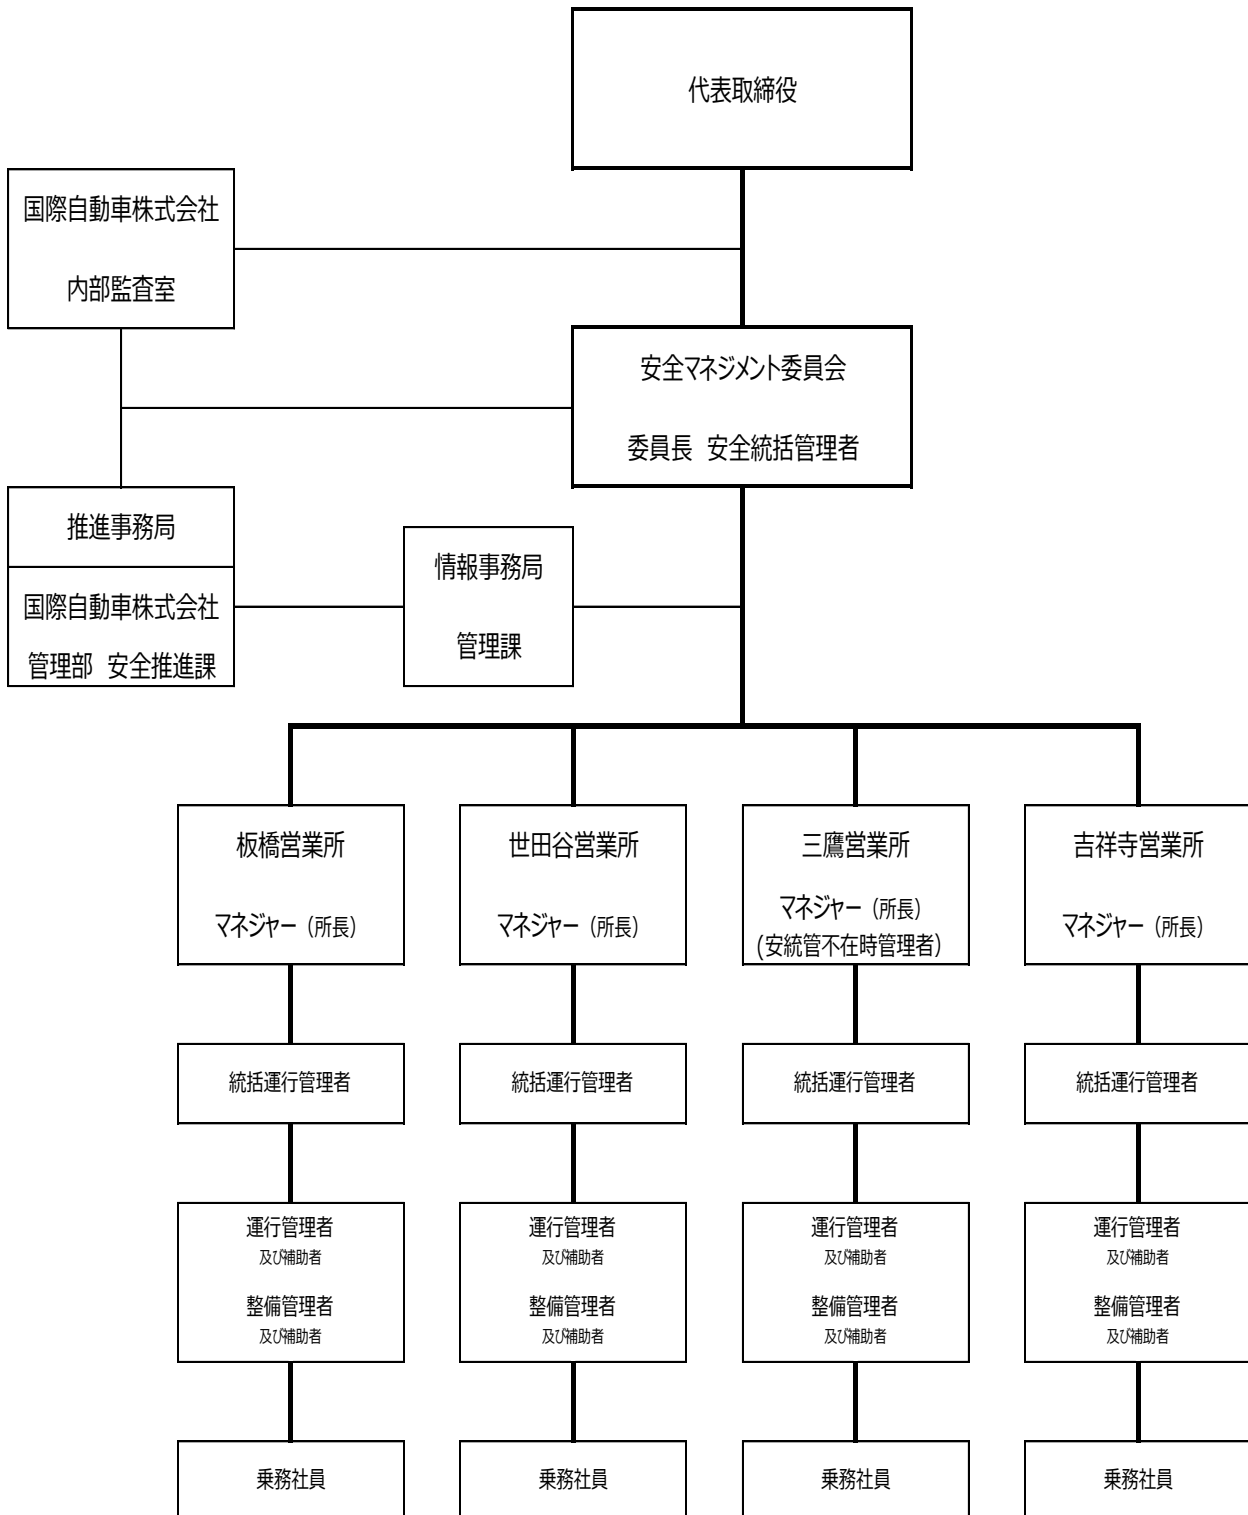 代表取締役
国際自動車株式会社
内部監査室
安全マネジメント委員会
委員長 安全統括管理者
推進事務局
国際自動車株式会社
管理部 安全推進課
情報事務局
管理課
板橋営業所
マネジャー（所長）
世田谷営業所
マネジャー（所長）
三鷹営業所
マネジャー（所長）
(安統管不在時管理者）
吉祥寺営業所
マネジャー（所長）
統括運行管理者
統括運行管理者
統括運行管理者
統括運行管理者
運行管理者
及び補助者
整備管理者
及び補助者
運行管理者
及び補助者
整備管理者
及び補助者
運行管理者
及び補助者
整備管理者
及び補助者
運行管理者
及び補助者
整備管理者
及び補助者
乗務社員
乗務社員
乗務社員
乗務社員